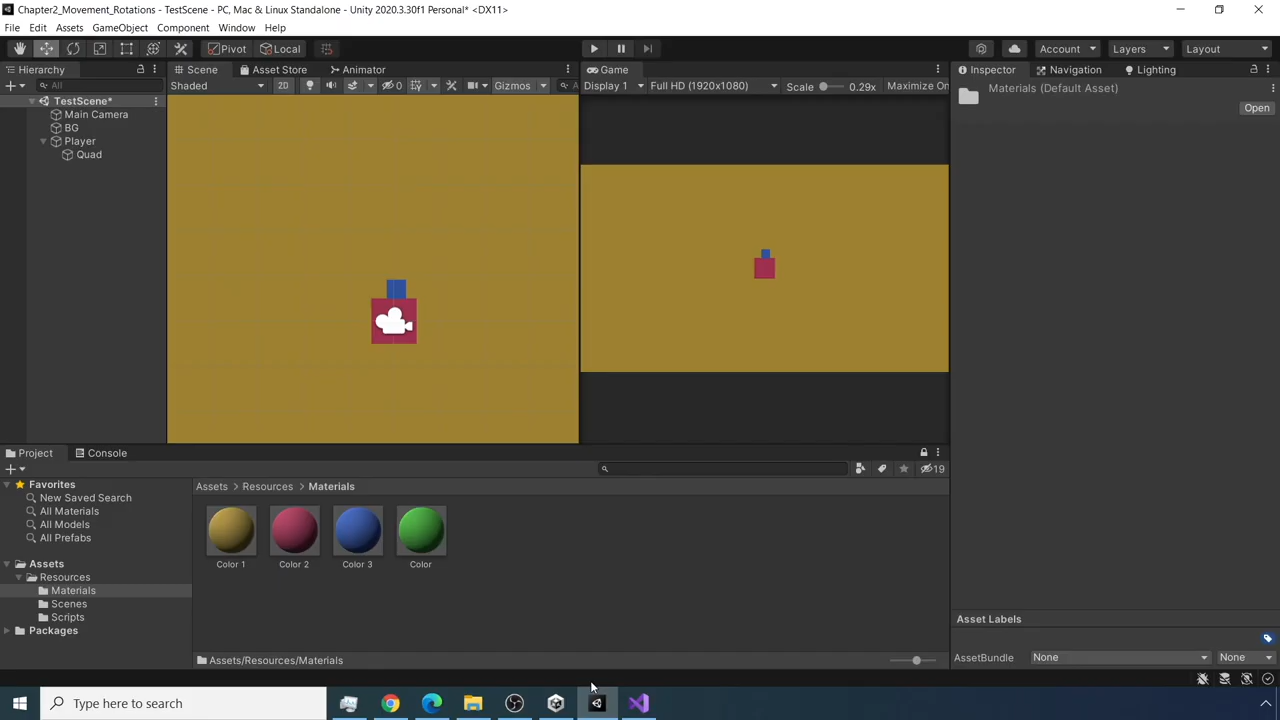 Chapter2_Movement_Rotations - TestScene - PC, Mac & Linux Standalone - Unity 2020.3.30f1 Personal* <DX11>
File Edit Assets GameObject Component Window Help
Pivot Local Account Layers Layout
Hierarchy Scene Asset Store Animator Game Inspector Navigation Lighting
All Shaded 2D 0 Gizmos A Display 1 Full HD (1920x1080) Scale 0.29x Maximize On
TestScene*
Main Camera
BG
Player
Quad
Materials (Default Asset)
Open
Project Console
19
Favorites
New Saved Search
All Materials
All Models
All Prefabs
Assets
Resources
Materials
Scenes
Scripts
Packages
Assets > Resources > Materials
Color 1 Color 2 Color 3 Color
Assets/Resources/Materials
Asset Labels
AssetBundle None None
Type here to search